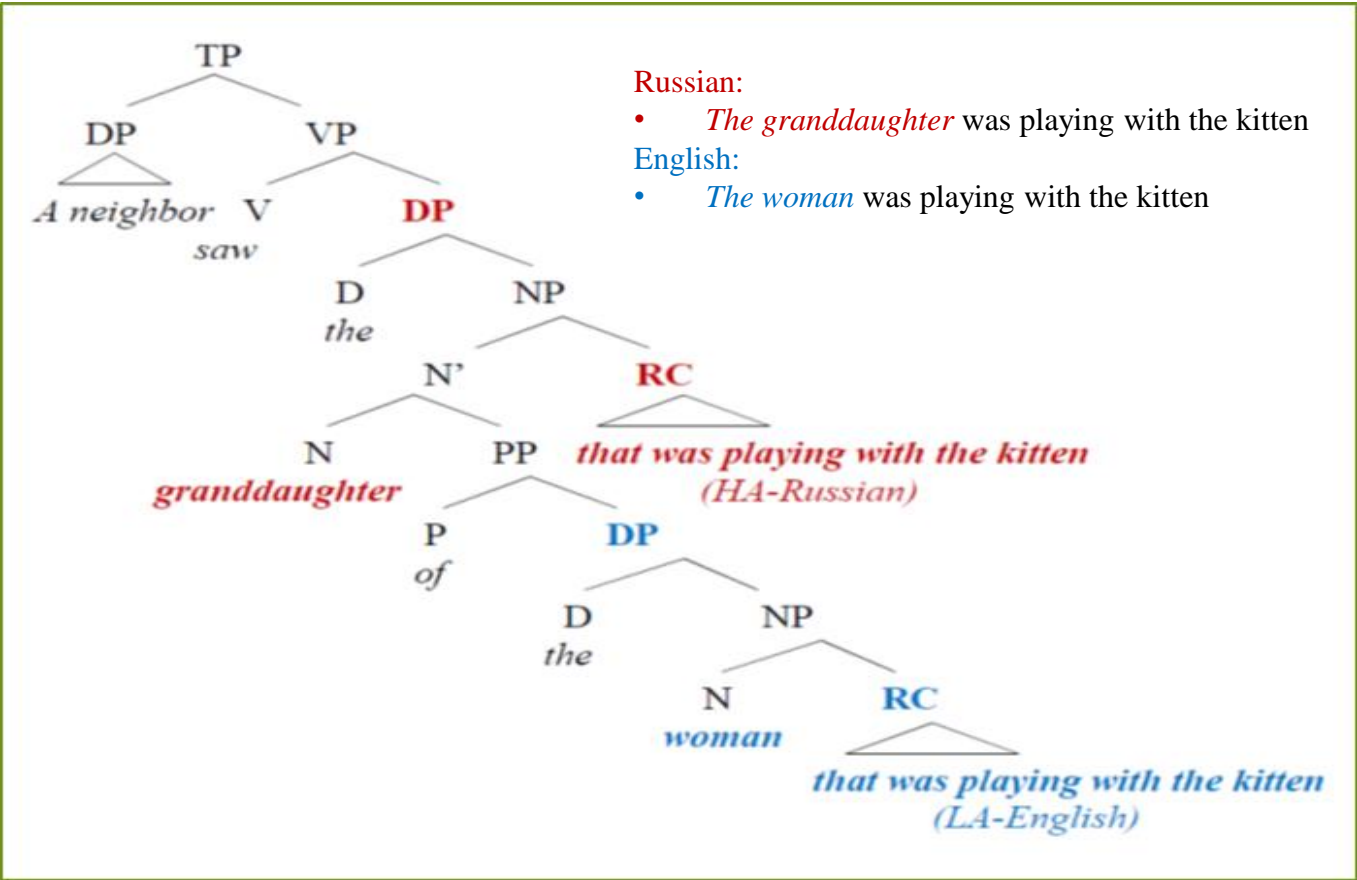 TP
Russian:
• The granddaughter was playing with the kitten
DP VP
English:
• The woman was playing with the kitten
A neighbor V DP
saw
D NP
the
N’ RC
N PP that was playing with the kitten
granddaughter (HA-Russian)
P DP
of
D NP
the
N RC
woman
that was playing with the kitten
(LA-English)